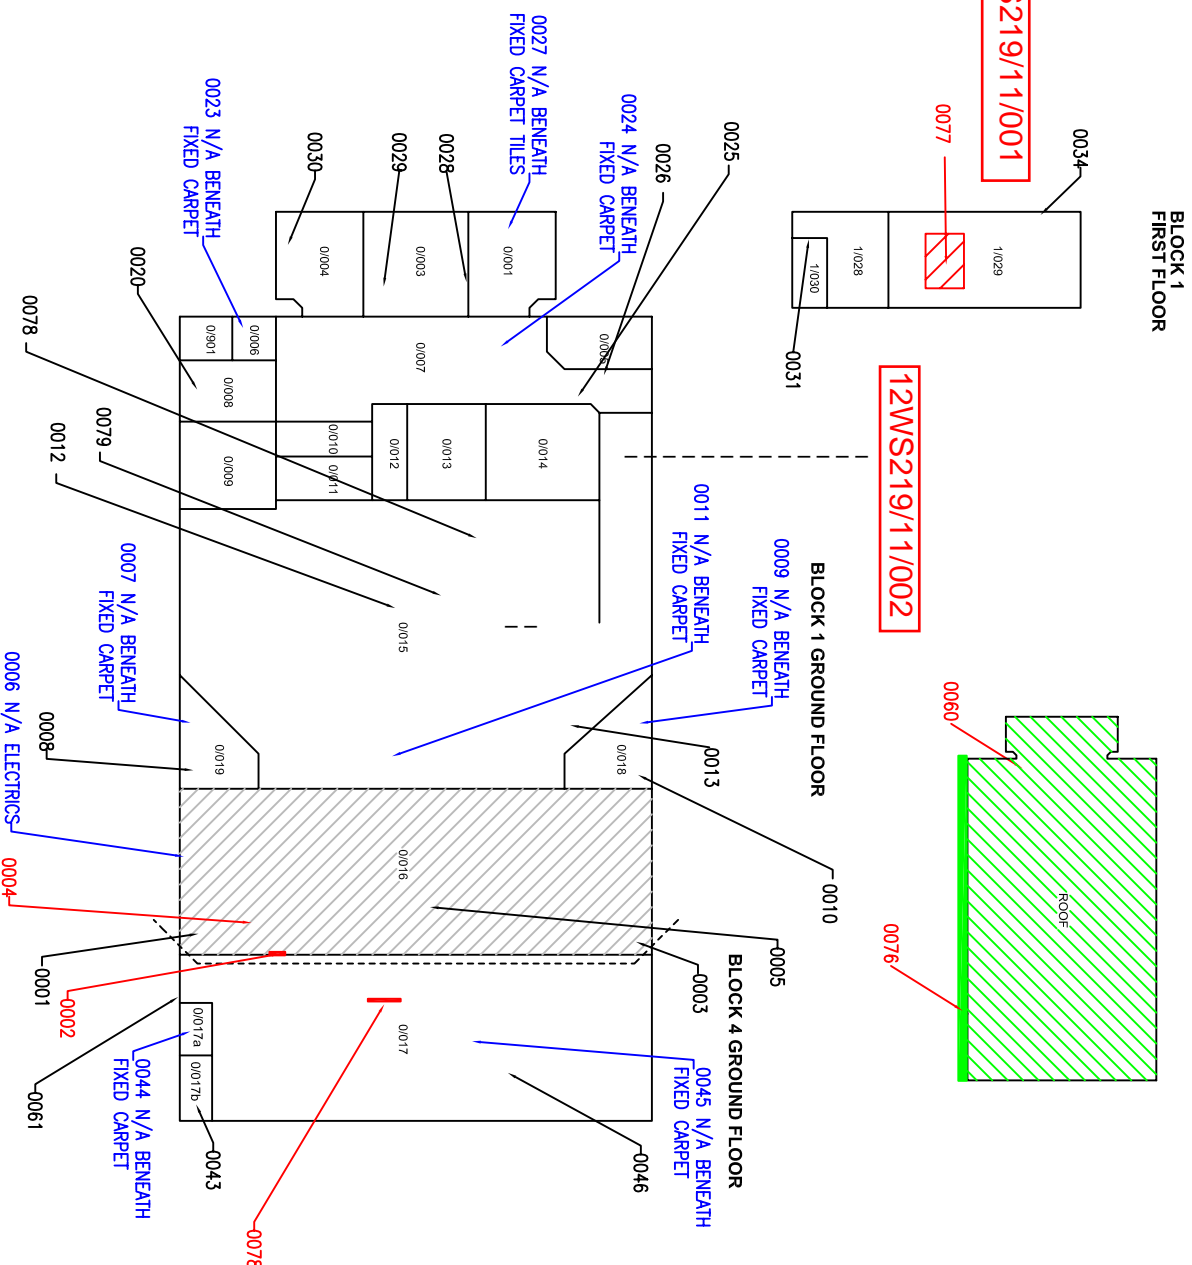 BLOCK 1
FIRST FLOOR
S219/11/001
0077
0034
1/029
1/028
1/030
0031
12WS219/11/002
0060
ROOF
0076
0027 N/A BENEATH
FIXED CARPET TILES
0024 N/A BENEATH
FIXED CARPET
0025
0026
0023 N/A BENEATH
FIXED CARPET
0030
0029
0028
0/004
0/003
0/001
0020
0078
0079
0012
0/901
0/006
0/007
0/008
0/009
0/010
0/011
0/012
0/013
0/014
0/015
BLOCK 1 GROUND FLOOR
0011 N/A BENEATH
FIXED CARPET
0009 N/A BENEATH
FIXED CARPET
0007 N/A BENEATH
FIXED CARPET
0006 N/A ELECTRICS
0008
0/019
0/018
0013
0010
0/016
0004
0005
0003
0001
0002
BLOCK 4 GROUND FLOOR
0/017
0/017a
0/017b
0061
0044 N/A BENEATH
FIXED CARPET
0043
0045 N/A BENEATH
FIXED CARPET
0046
0078